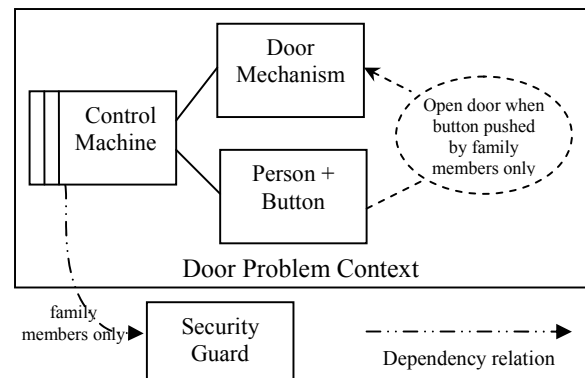 Door
Mechanism
Control
Machine
Open door when
button pushed
by family
members only
Person +
Button
Door Problem Context
family
members only
Security
Guard
Dependency relation